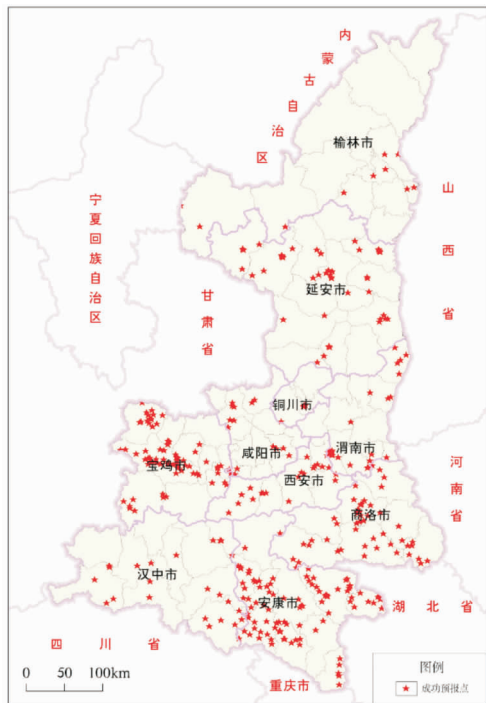 内蒙古自治区
榆林市
宁夏回族自治区
山西省
延安市
甘肃省
铜川市
咸阳市
渭南市
宝鸡市
西安市
河南省
商洛市
汉中市
安康市
湖北省
四川省
0 50 100km
重庆市
图例
成功预报点